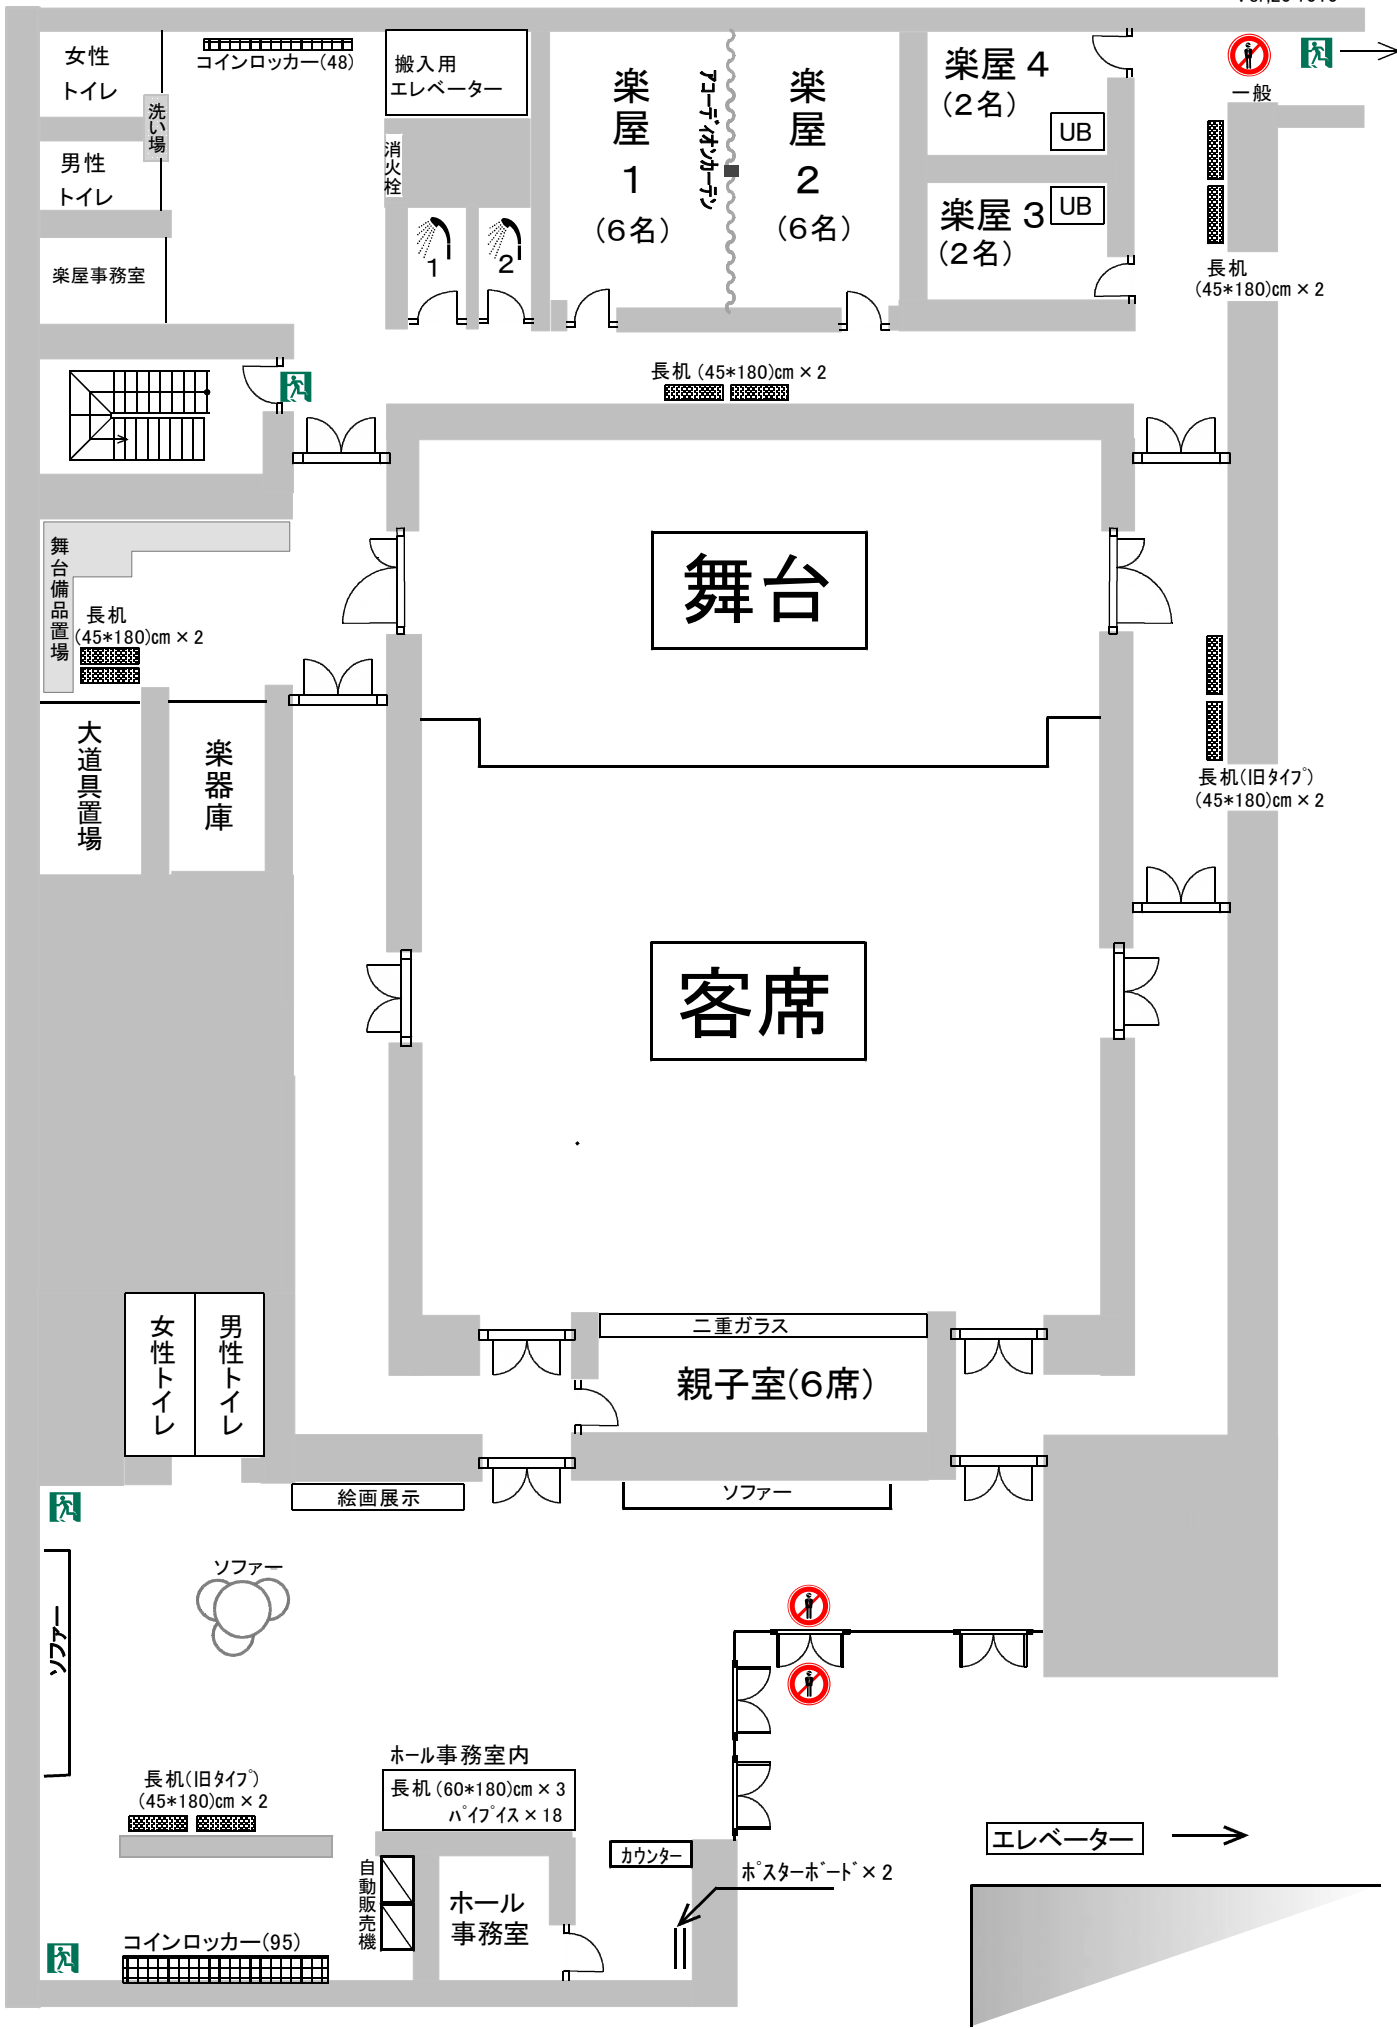 女性
トイレ
コインロッカー(48)
搬入用
エレベーター
洗い場
男性
トイレ
消火栓
楽屋事務室
1
2
楽屋
1
(6名)
アコーディオンカーテン
楽屋
2
(6名)
楽屋 4
(2名)
UB
楽屋 3
(2名)
UB
一般
長机
(45*180)cm × 2
長机 (45*180)cm × 2
舞台備品置場
長机
(45*180)cm × 2
舞台
大道具置場
楽器庫
長机(旧タイプ)
(45*180)cm × 2
客席
女性トイレ
男性トイレ
二重ガラス
親子室(6席)
絵画展示
ソファー
ソファー
ソファー
ホール事務室内
長机 (60*180)cm × 3
パイプイス × 18
長机(旧タイプ)
(45*180)cm × 2
自動販売機
ホール
事務室
カウンター
ポスターボード × 2
エレベーター
コインロッカー(95)